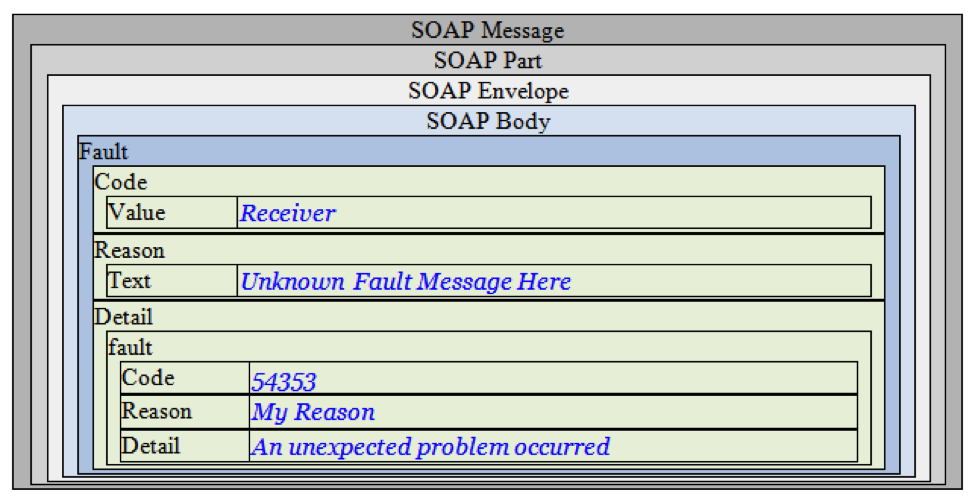 SOAP Message
SOAP Part
SOAP Envelope
SOAP Body
Fault
Code
Value Receiver
Reason
Text Unknown Fault Message Here
Detail
fault
Code 54353
Reason My Reason
Detail An unexpected problem occurred